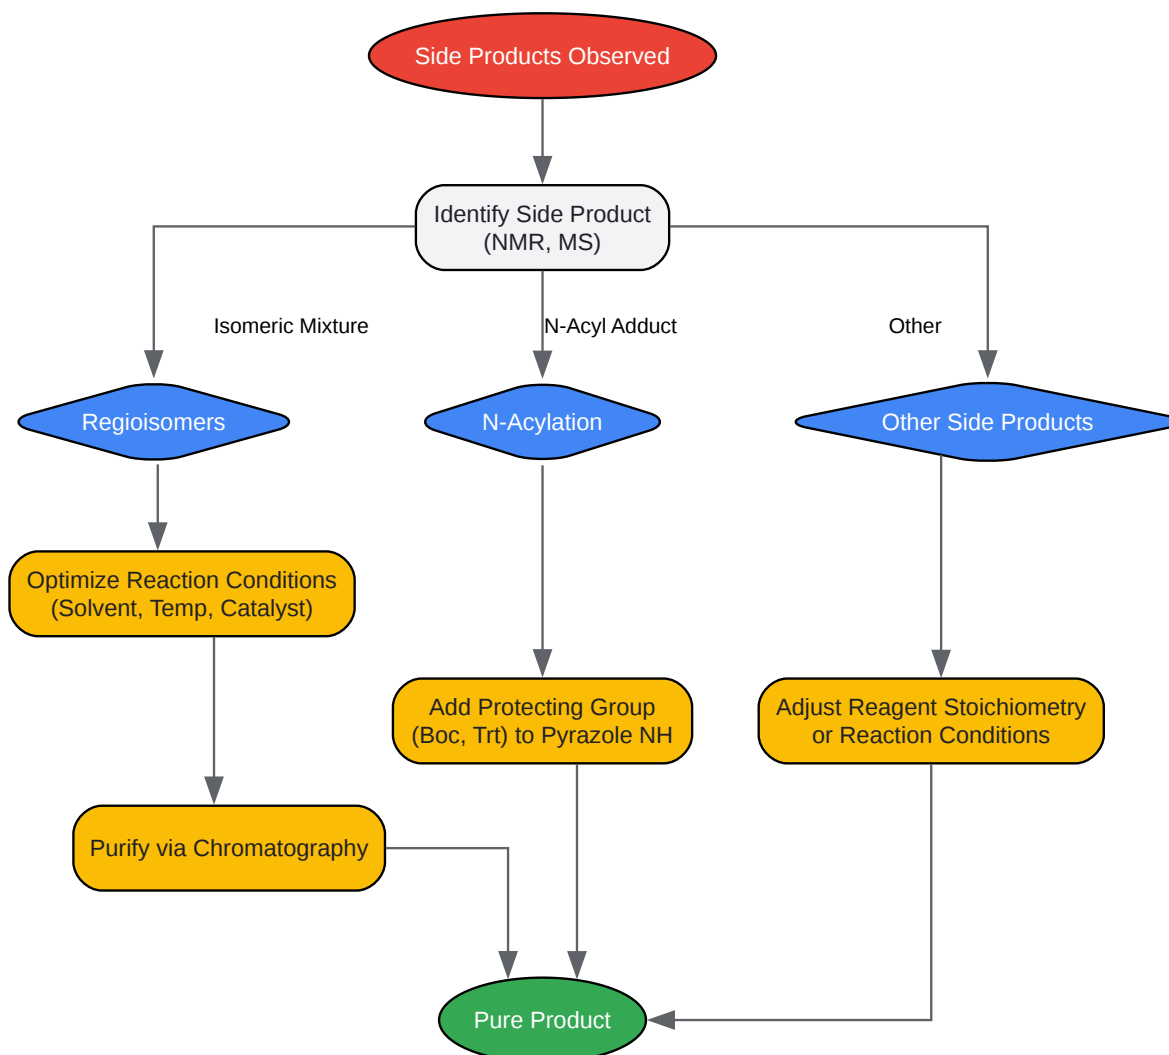 Side Products Observed
Identify Side Product
(NMR, MS)
Isomeric Mixture
N-Acyl Adduct
Other
Regioisomers
N-Acylation
Other Side Products
Optimize Reaction Conditions
(Solvent, Temp, Catalyst)
Add Protecting Group
(Boc, Trt) to Pyrazole NH
Adjust Reagent Stoichiometry
or Reaction Conditions
Purify via Chromatography
Pure Product